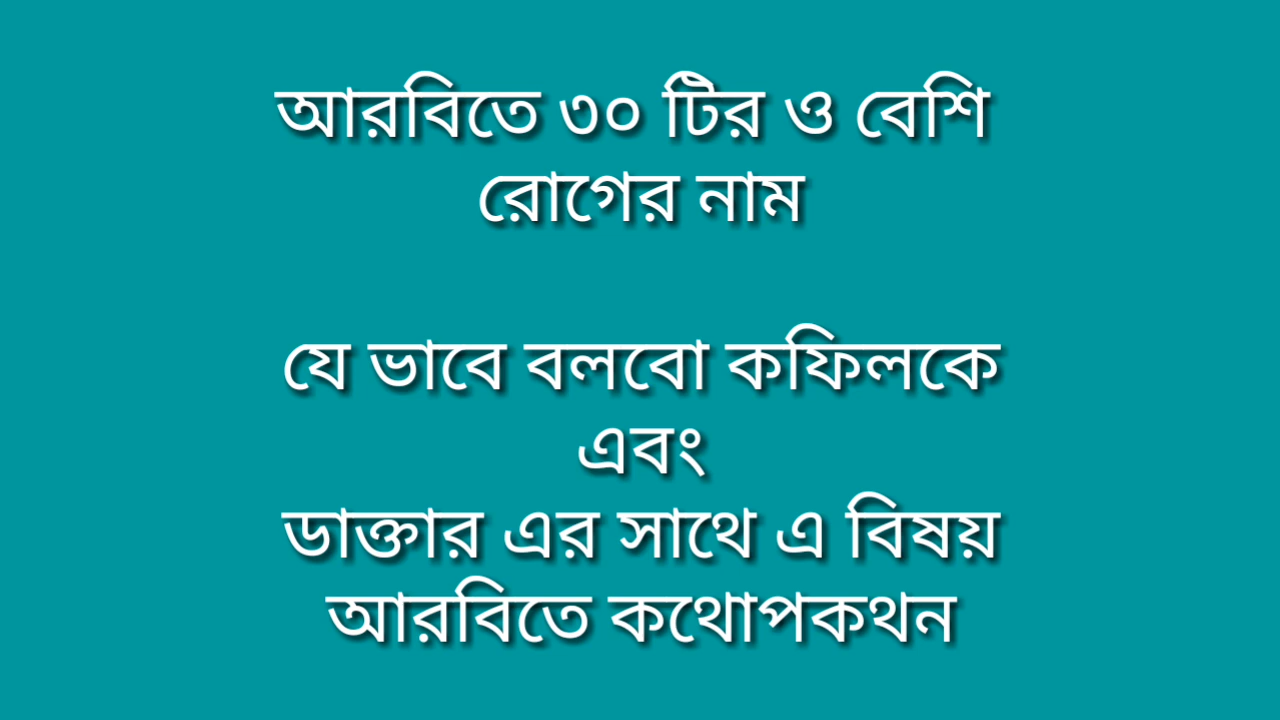 আরবিতে ৩০ টির ও বেশি
রোগের নাম
যে ভাবে বলবো কফিলকে
এবং
ডাক্তার এর সাথে এ বিষয়
আরবিতে কথোপকথন